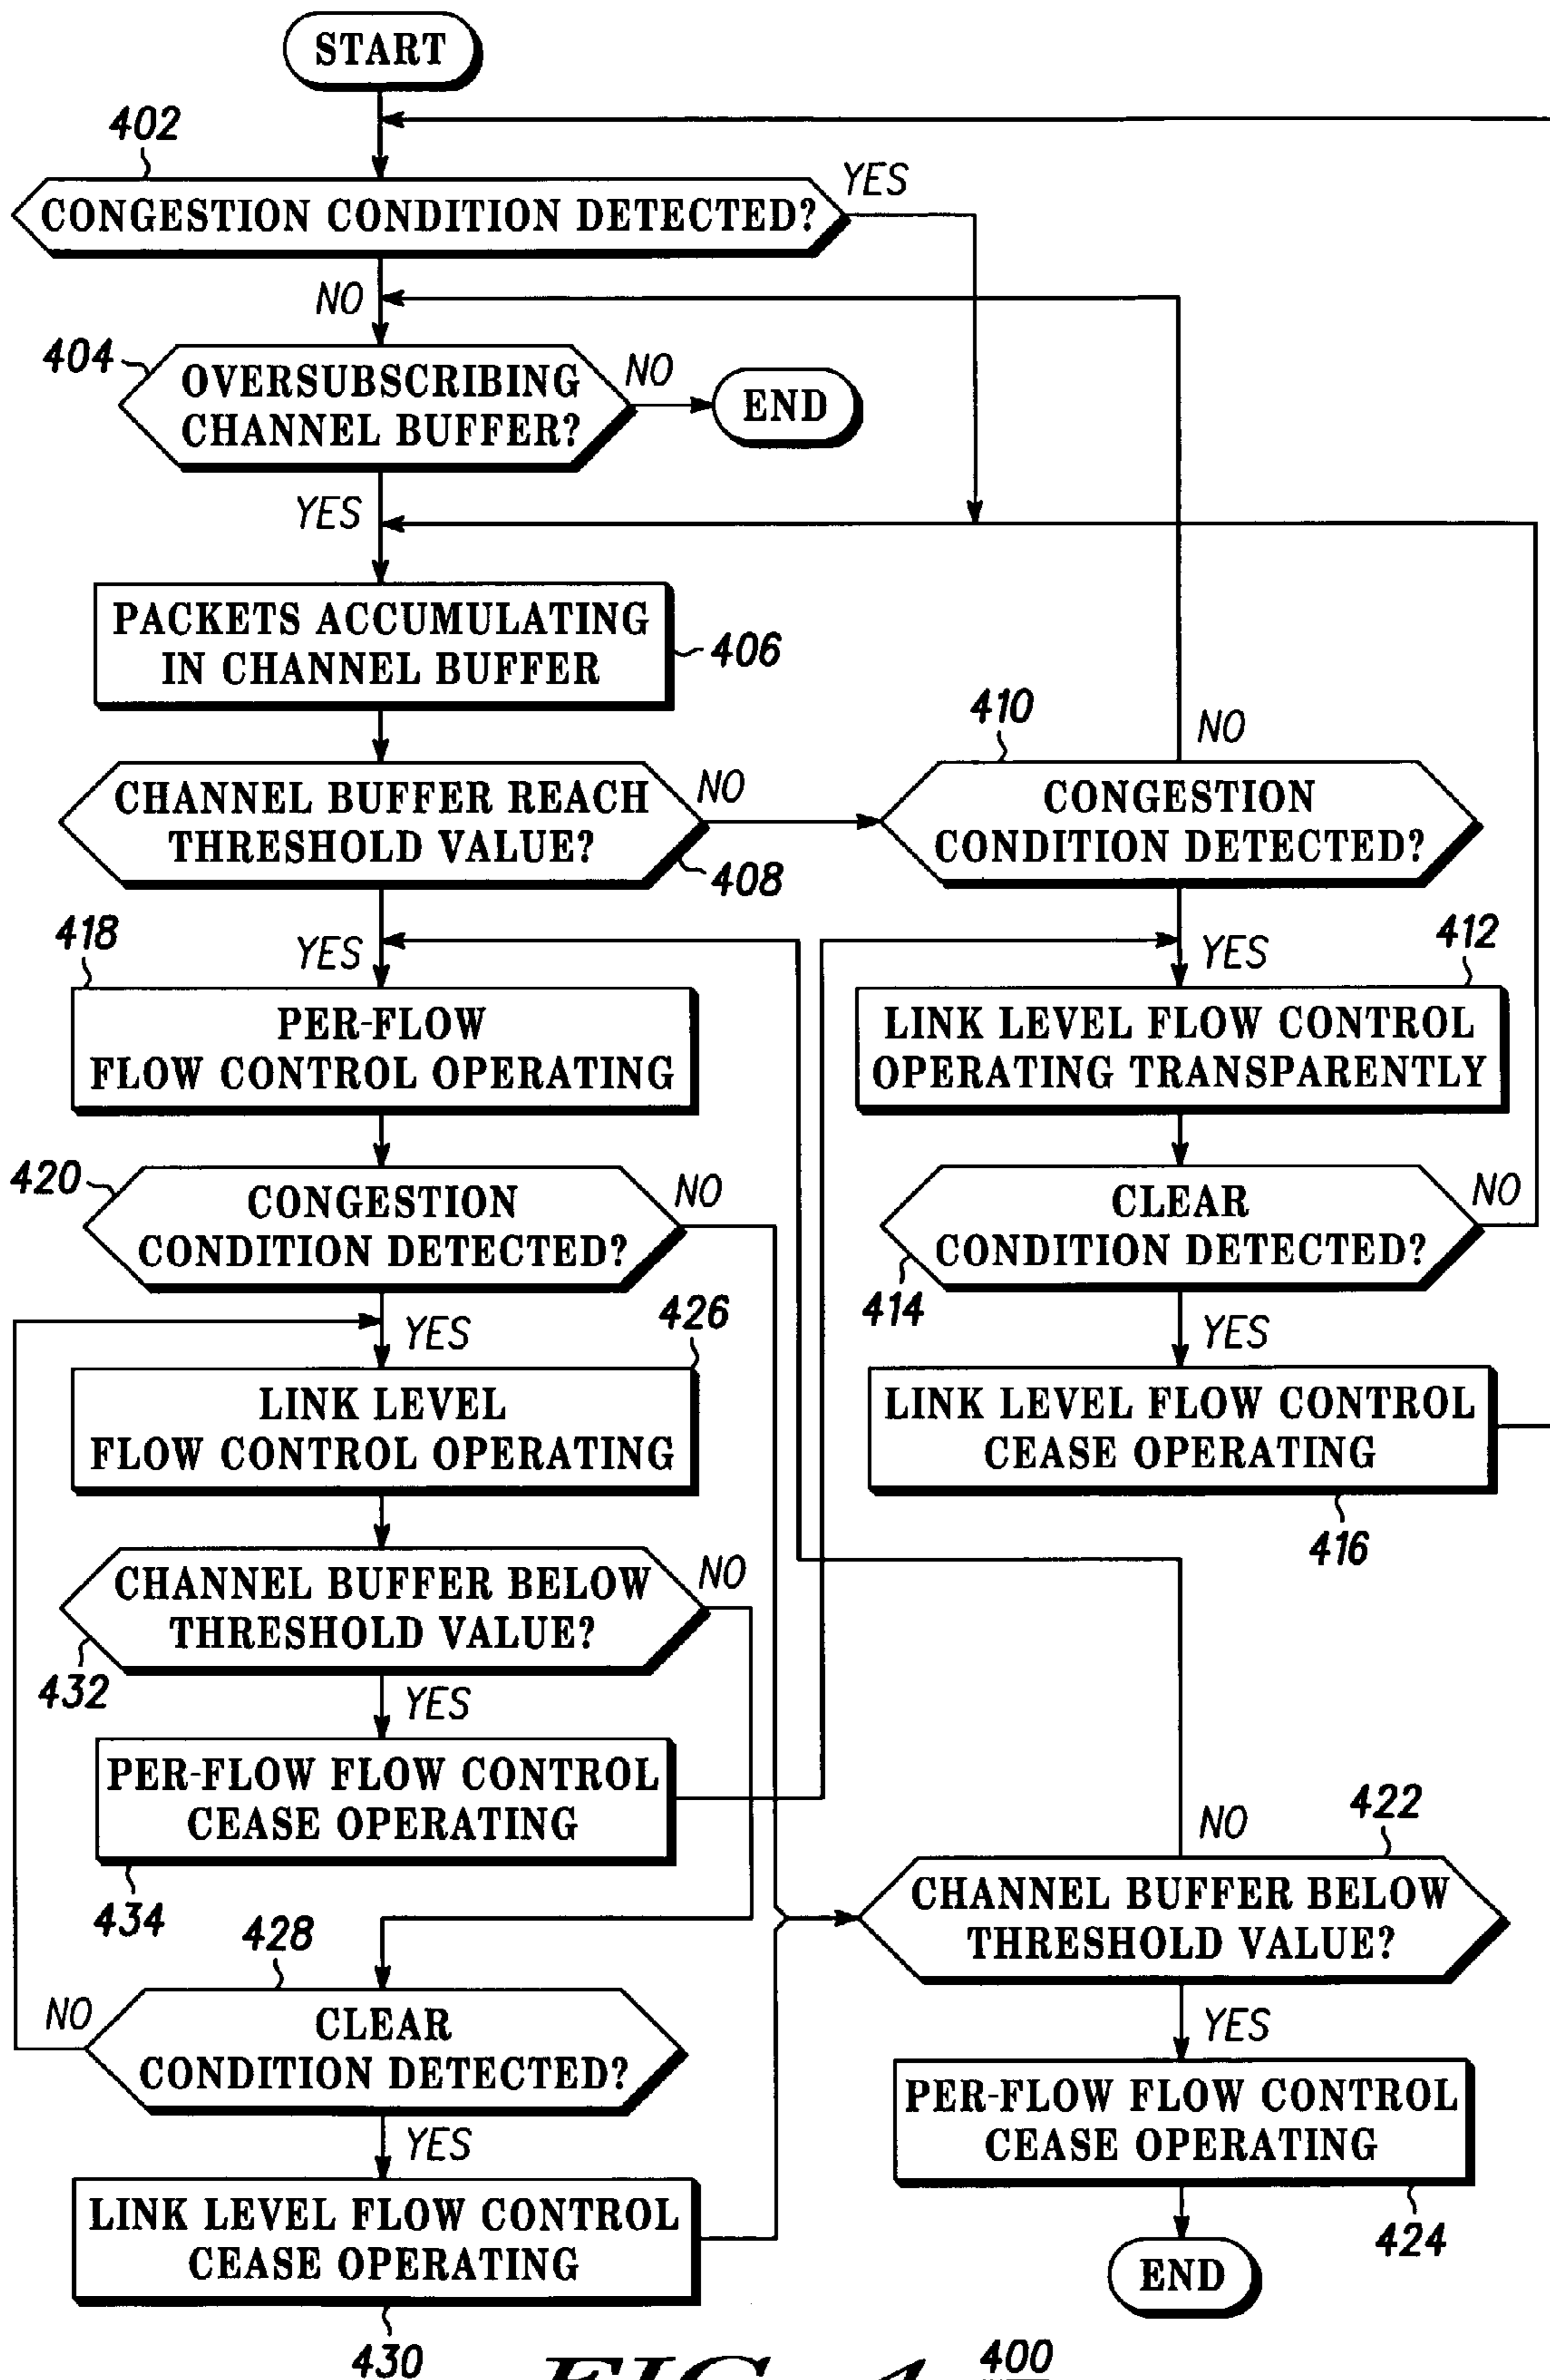 START
402
CONGESTION CONDITION DETECTED?
YES
NO
404
OVERSUBSCRIBING
CHANNEL BUFFER?
NO
END
YES
PACKETS ACCUMULATING
IN CHANNEL BUFFER
406
CHANNEL BUFFER REACH
THRESHOLD VALUE?
NO
408
410
NO
CONGESTION
CONDITION DETECTED?
418
YES
PER-FLOW
FLOW CONTROL OPERATING
YES
412
LINK LEVEL FLOW CONTROL
OPERATING TRANSPARENTLY
420
CONGESTION
CONDITION DETECTED?
NO
CLEAR
CONDITION DETECTED?
NO
414
YES
426
LINK LEVEL
FLOW CONTROL OPERATING
YES
LINK LEVEL FLOW CONTROL
CEASE OPERATING
416
CHANNEL BUFFER BELOW
THRESHOLD VALUE?
NO
432
YES
PER-FLOW FLOW CONTROL
CEASE OPERATING
434
NO
422
CHANNEL BUFFER BELOW
THRESHOLD VALUE?
428
NO
CLEAR
CONDITION DETECTED?
YES
PER-FLOW FLOW CONTROL
CEASE OPERATING
424
YES
LINK LEVEL FLOW CONTROL
CEASE OPERATING
430
END
FIG. 4
400